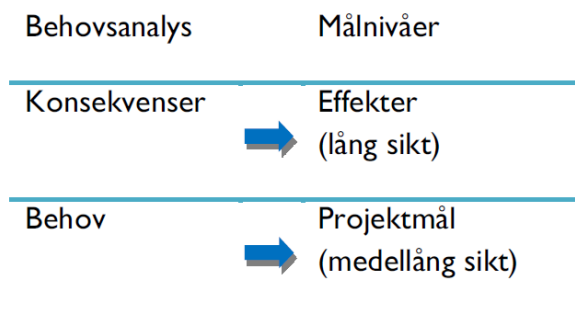 Behovsanalys Målnivåer
Konsekvenser Effekter
(lång sikt)
Behov Projektmål
(medellång sikt)